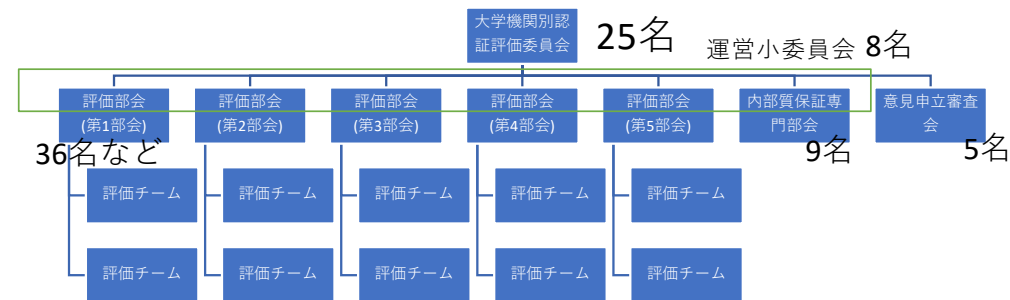 大学機関別認
証評価委員会
25名
運営小委員会 8名
評価部会
(第1部会)
評価部会
(第2部会)
評価部会
(第3部会)
評価部会
(第4部会)
評価部会
(第5部会)
内部質保証専
門部会
意見申立審査
会
36名など
9名
5名
評価チーム
評価チーム
評価チーム
評価チーム
評価チーム
評価チーム
評価チーム
評価チーム
評価チーム
評価チーム